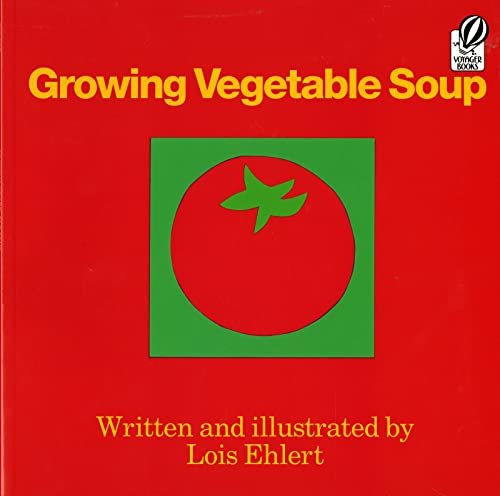 VOYAGER
BOOKS
Growing Vegetable Soup
Written and illustrated by
Lois Ehlert